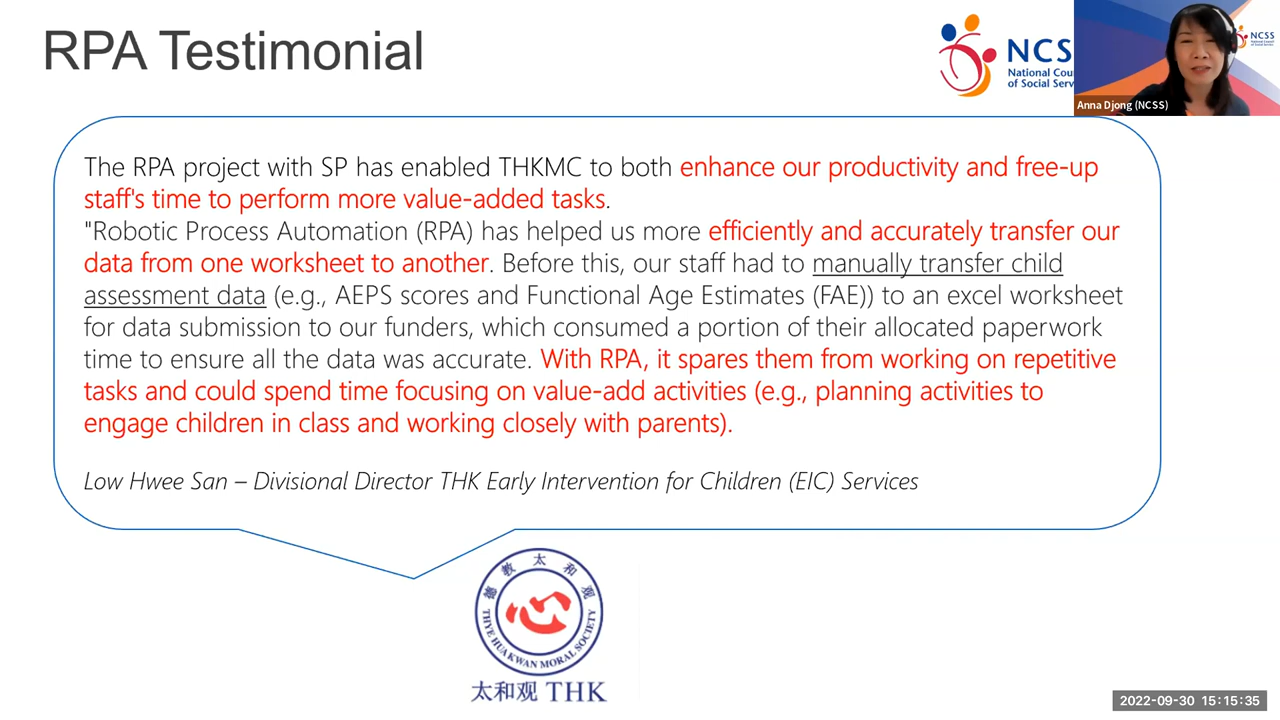 RPA Testimonial
NCS
National Cou
of Social Serv
NCSS
National Council
of Social Service
Anna Djong (NCSS)
The RPA project with SP has enabled THKMC to both enhance our productivity and free-up
staff's time to perform more value-added tasks.
"Robotic Process Automation (RPA) has helped us more efficiently and accurately transfer our
data from one worksheet to another. Before this, our staff had to manually transfer child
assessment data (e.g., AEPS scores and Functional Age Estimates (FAE)) to an excel worksheet
for data submission to our funders, which consumed a portion of their allocated paperwork
time to ensure all the data was accurate. With RPA, it spares them from working on repetitive
tasks and could spend time focusing on value-add activities (e.g., planning activities to
engage children in class and working closely with parents).
Low Hwee San – Divisional Director THK Early Intervention for Children (EIC) Services
德教太和观
心
THYE HUA KWAN MORAL SOCIETY
太和观 THK
2022-09-30 15:15:35